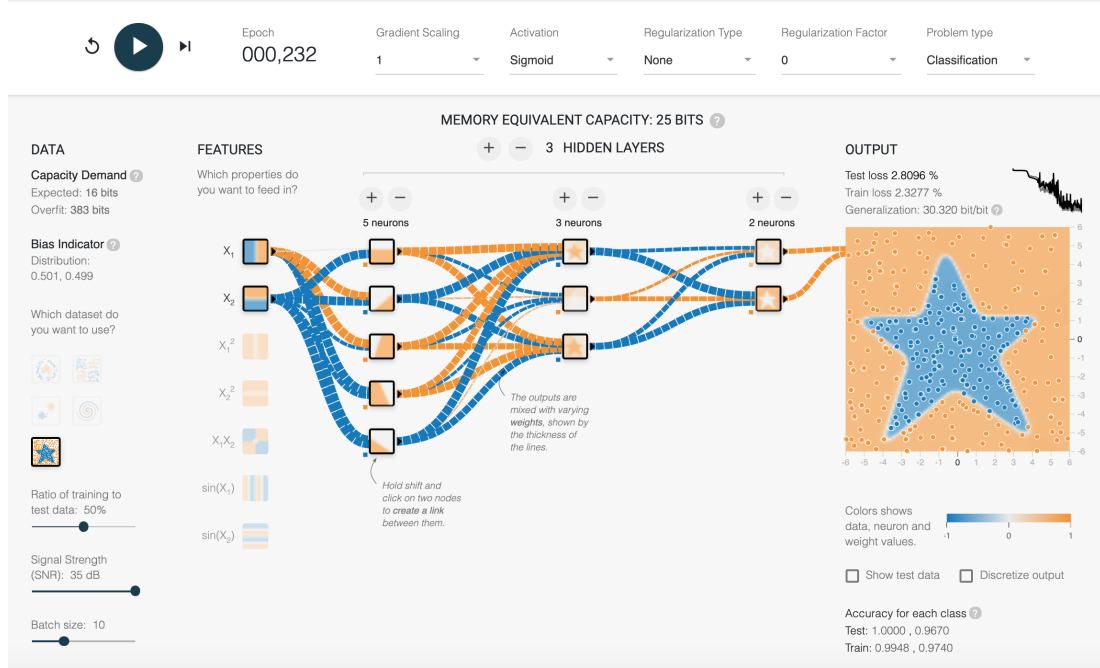 Epoch
000,232
Gradient Scaling
1
Activation
Sigmoid
Regularization Type
None
Regularization Factor
0
Problem type
Classification
MEMORY EQUIVALENT CAPACITY: 25 BITS ?
+ − 3 HIDDEN LAYERS
DATA
Capacity Demand ?
Expected: 16 bits
Overfit: 383 bits
Bias Indicator ?
Distribution:
0.501, 0.499
Which dataset do
you want to use?
Ratio of training to
test data: 50%
Signal Strength
(SNR): 35 dB
Batch size: 10
FEATURES
Which properties do
you want to feed in?
X₁
X₂
X₁²
X₂²
X₁X₂
sin(X₁)
sin(X₂)
+ −
5 neurons
+ −
3 neurons
+ −
2 neurons
The outputs are
mixed with varying
weights, shown by
the thickness of
the lines.
Hold shift and
click on two nodes
to create a link
between them.
OUTPUT
Test loss 2.8096 %
Train loss 2.3277 %
Generalization: 30.320 bit/bit ?
6
5
4
3
2
1
0
-1
-2
-3
-4
-5
-6
-6 -5 -4 -3 -2 -1 0 1 2 3 4 5 6
Colors shows
data, neuron and
weight values.
-1 0 1
Show test data
Discretize output
Accuracy for each class ?
Test: 1.0000 , 0.9670
Train: 0.9948 , 0.9740